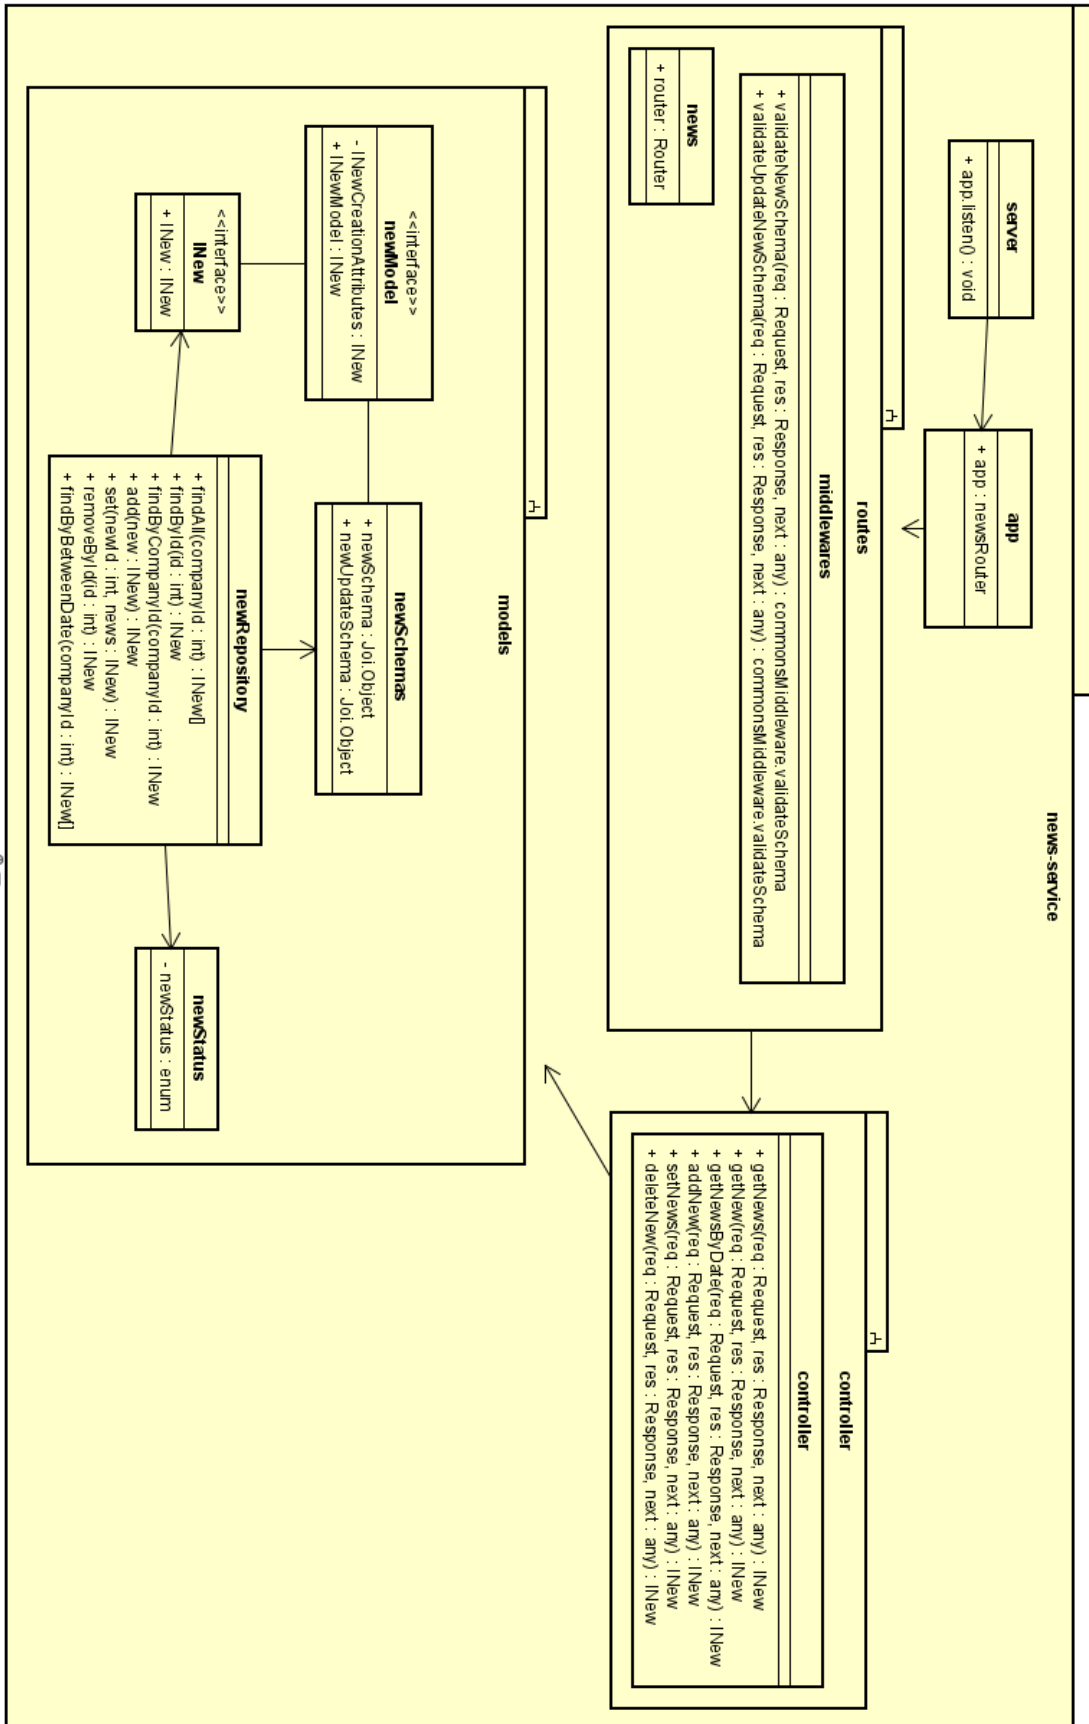 news-service
server
+ app.listen() : void
app
+ app : newsRouter
routes
middlewares
+ validateNewSchema(req : Request, res : Response, next : any) : commonsMiddleware.validateSchema
+ validateUpdateNewSchema(req : Request, res : Response, next : any) : commonsMiddleware.validateSchema
news
+ router : Router
controller
controller
+ getNews(req : Request, res : Response, next : any) : INew
+ getNew(req : Request, res : Response, next : any) : INew
+ getNewsByDate(req : Request, res : Response, next : any) : INew
+ addNew(req : Request, res : Response, next : any) : INew
+ setNews(req : Request, res : Response, next : any) : INew
+ deleteNew(req : Request, res : Response, next : any) : INew
models
<<interface>>
newModel
- INewCreationAttributes : INew
+ INewModel : INew
newSchemas
+ newSchema : Joi.Object
+ newUpdateSchema : Joi.Object
<<interface>>
INew
+ INew : INew
newRepository
+ findAll(companyId : int) : INew[]
+ findById(id : int) : INew
+ findByCompanyId(companyId : int) : INew
+ add(new : INew) : INew
+ set(newId : int, news : INew) : INew
+ removeById(id : int) : INew
+ findByBetweenDate(companyId : int) : INew[]
newStatus
- newStatus : enum